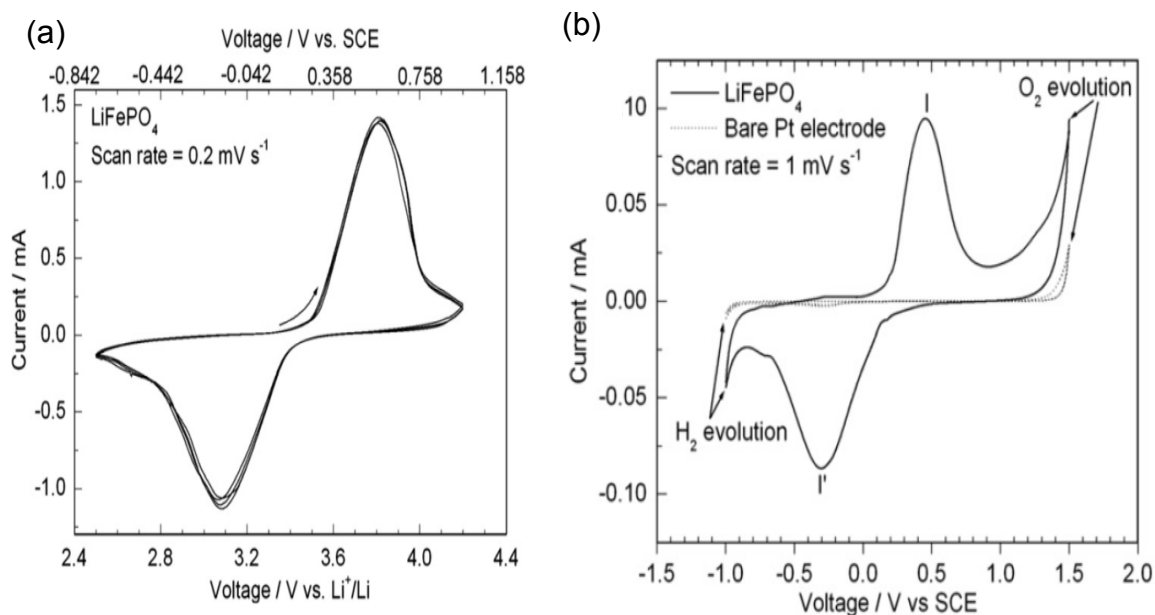 (a)
Voltage / V vs. SCE
-0.842 -0.442 -0.042 0.358 0.758 1.158
LiFePO₄
Scan rate = 0.2 mV s⁻¹
1.5
1.0
0.5
0.0
-0.5
-1.0
Current / mA
2.4 2.8 3.2 3.6 4.0 4.4
Voltage / V vs. Li⁺/Li
(b)
LiFePO₄
Bare Pt electrode
Scan rate = 1 mV s⁻¹
I
O₂ evolution
H₂ evolution
I'
10
0.05
0.00
-0.05
-0.10
Current / mA
-1.5 -1.0 -0.5 0.0 0.5 1.0 1.5 2.0
Voltage / V vs SCE